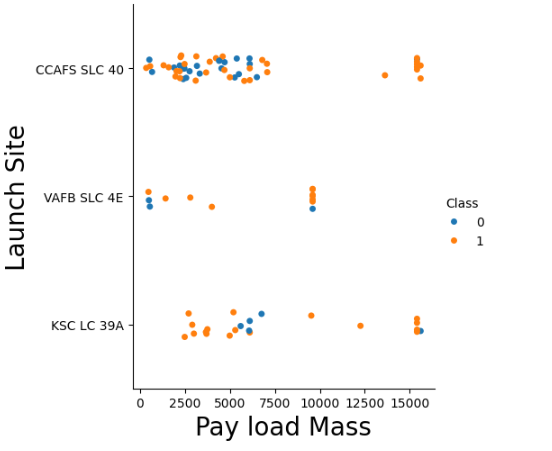 CCAFS SLC 40
VAFB SLC 4E
KSC LC 39A
Launch Site
0 2500 5000 7500 10000 12500 15000
Pay load Mass
Class
0
1